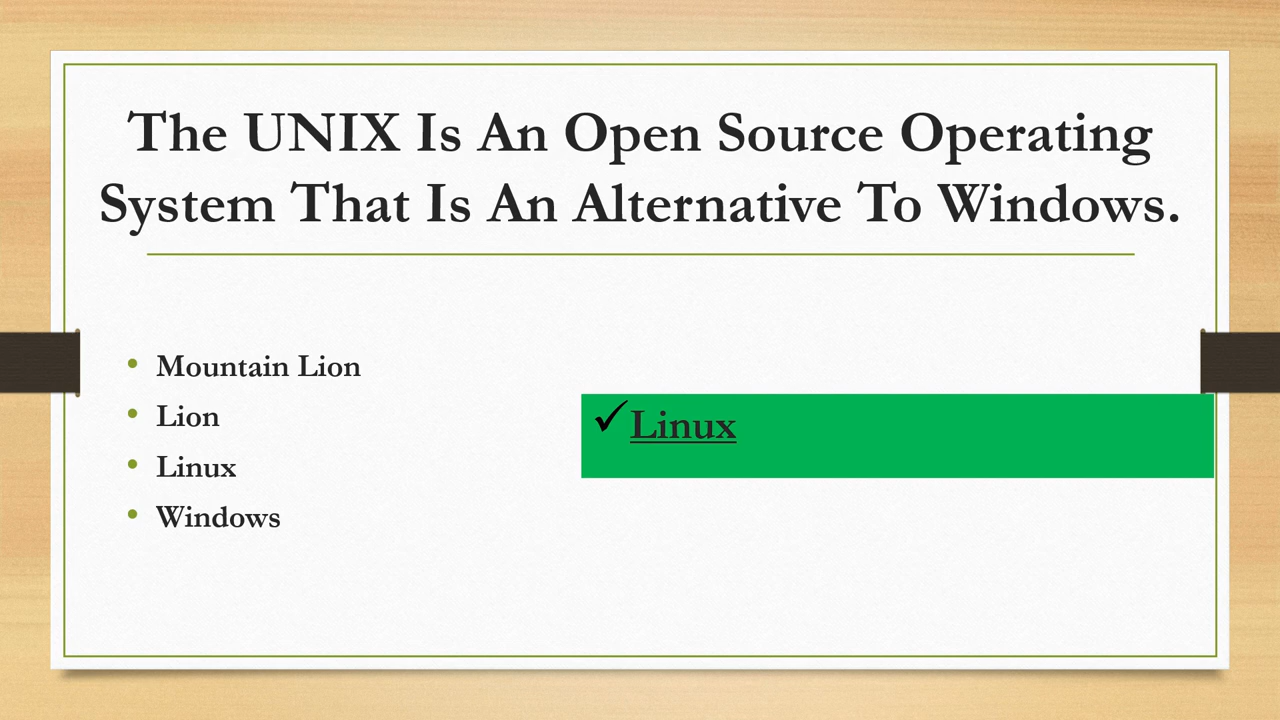 The UNIX Is An Open Source Operating
System That Is An Alternative To Windows.
• Mountain Lion
• Lion
• Linux
• Windows
✓Linux